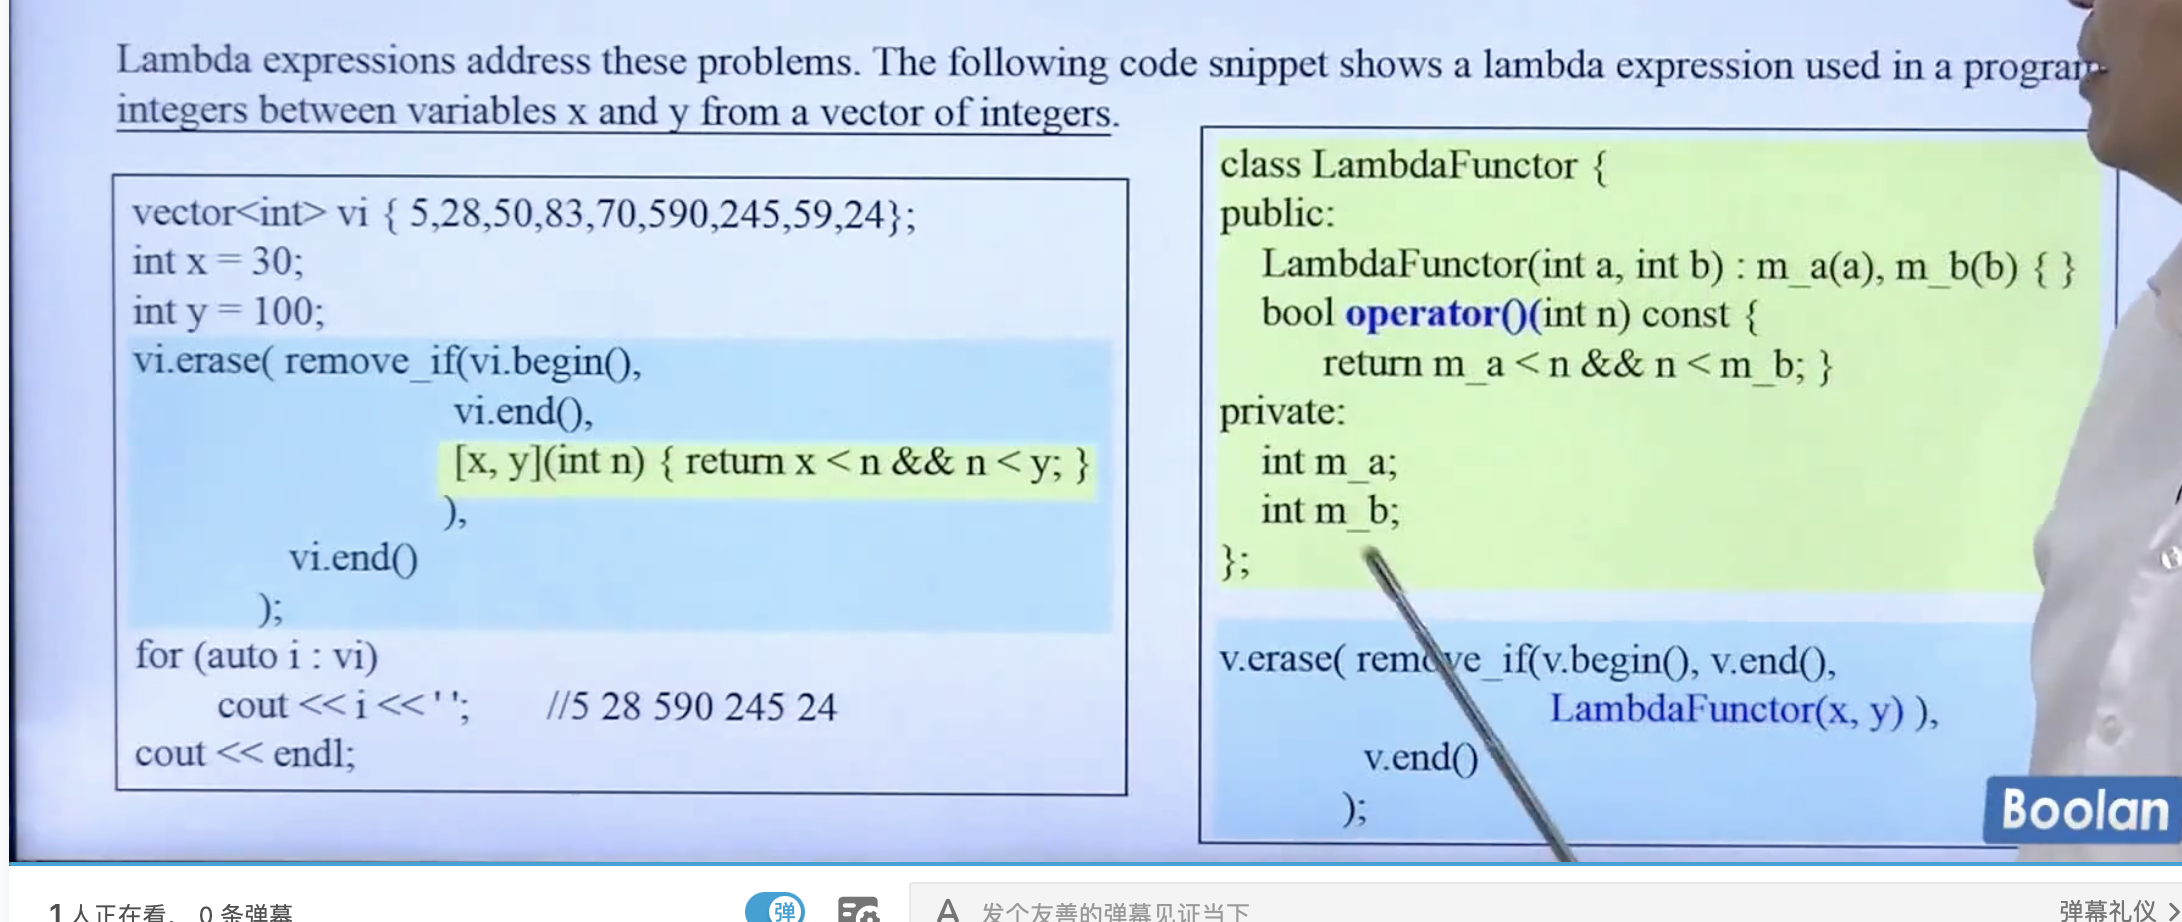 Lambda expressions address these problems. The following code snippet shows a lambda expression used in a
integers between variables x and y from a vector of integers.
vector<int> vi { 5,28,50,83,70,590,245,59,24};
int x = 30;
int y = 100;
vi.erase( remove_if(vi.begin(),
vi.end(),
[x, y](int n) { return x < n && n < y; }
),
vi.end()
);
for (auto i : vi)
cout << i << ' '; //5 28 590 245 24
cout << endl;
class LambdaFunctor {
public:
LambdaFunctor(int a, int b) : m_a(a), m_b(b) { }
bool operator()(int n) const {
return m_a < n && n < m_b; }
private:
int m_a;
int m_b;
};
v.erase( remove_if(v.begin(), v.end(),
LambdaFunctor(x, y) ),
v.end()
);
Boolan
1人正在看， 0 条弹幕
弹
A 发个友善的弹幕见证当下
弹幕礼仪